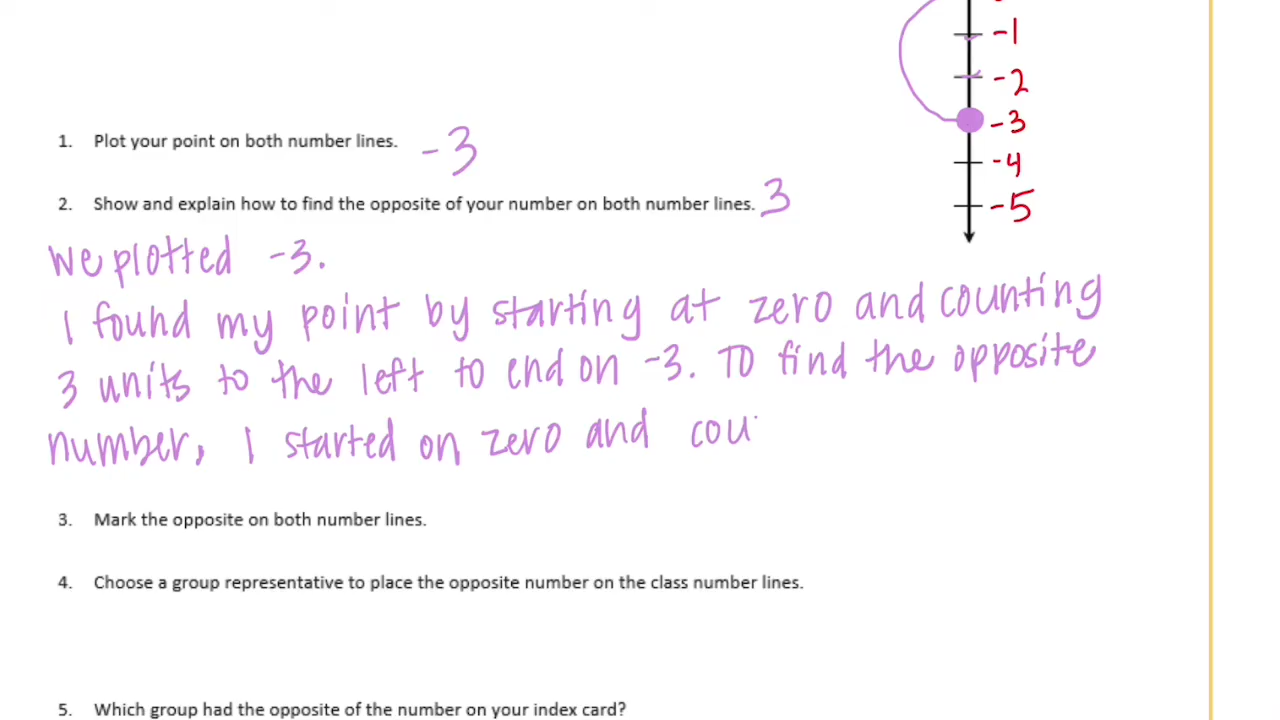 -1
-2
-3
-4
-5
1. Plot your point on both number lines. -3
2. Show and explain how to find the opposite of your number on both number lines. 3
We plotted -3.
I found my point by starting at zero and counting
3 units to the left to end on -3. To find the opposite
number, I started on zero and cou
3. Mark the opposite on both number lines.
4. Choose a group representative to place the opposite number on the class number lines.
5. Which group had the opposite of the number on your index card?